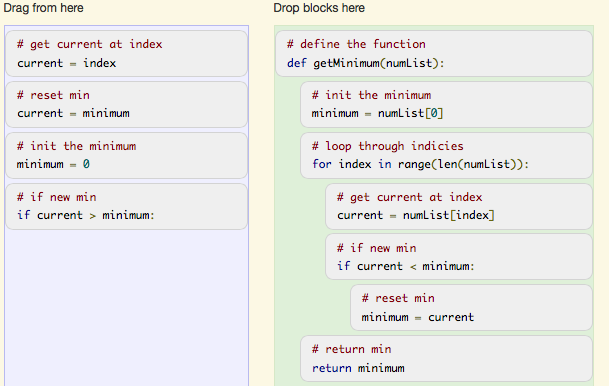 Drag from here
# get current at index
current = index
# reset min
current = minimum
# init the minimum
minimum = 0
# if new min
if current > minimum:
Drop blocks here
# define the function
def getMinimum(numList):
# init the minimum
minimum = numList[0]
# loop through indicies
for index in range(len(numList)):
# get current at index
current = numList[index]
# if new min
if current < minimum:
# reset min
minimum = current
# return min
return minimum